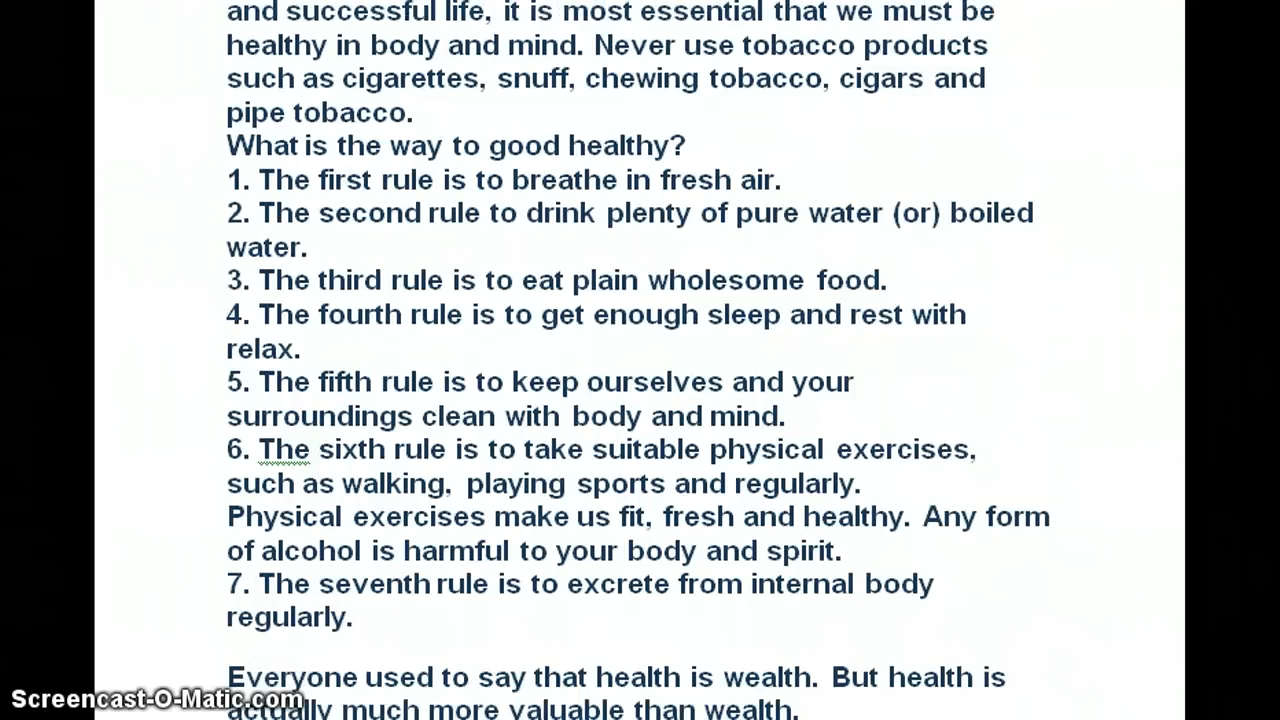 and successful life, it is most essential that we must be
healthy in body and mind. Never use tobacco products
such as cigarettes, snuff, chewing tobacco, cigars and
pipe tobacco.
What is the way to good healthy?
1. The first rule is to breathe in fresh air.
2. The second rule to drink plenty of pure water (or) boiled
water.
3. The third rule is to eat plain wholesome food.
4. The fourth rule is to get enough sleep and rest with
relax.
5. The fifth rule is to keep ourselves and your
surroundings clean with body and mind.
6. The sixth rule is to take suitable physical exercises,
such as walking, playing sports and regularly.
Physical exercises make us fit, fresh and healthy. Any form
of alcohol is harmful to your body and spirit.
7. The seventh rule is to excrete from internal body
regularly.
Everyone used to say that health is wealth. But health is
actually much more valuable than wealth.
Screencast-O-Matic.com